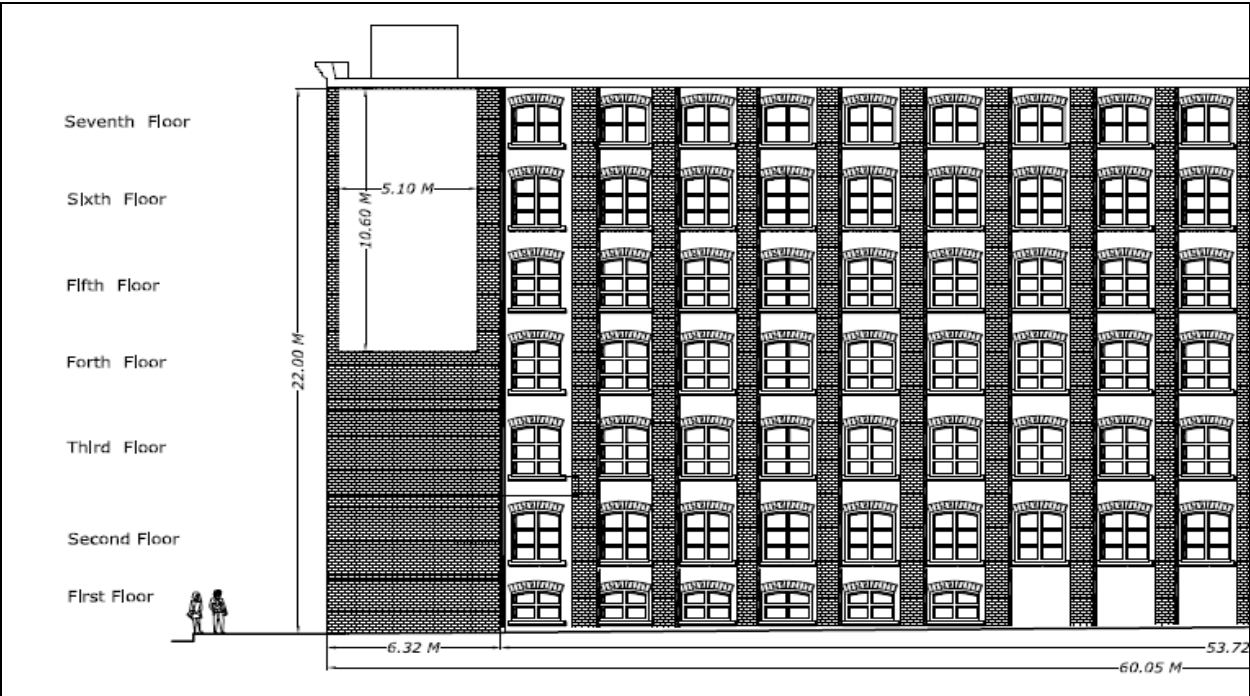 Seventh Floor
Sixth Floor
5.10 M
10.60 M
Fifth Floor
Forth Floor
22.00 M
Third Floor
Second Floor
First Floor
6.32 M
53.72
60.05 M